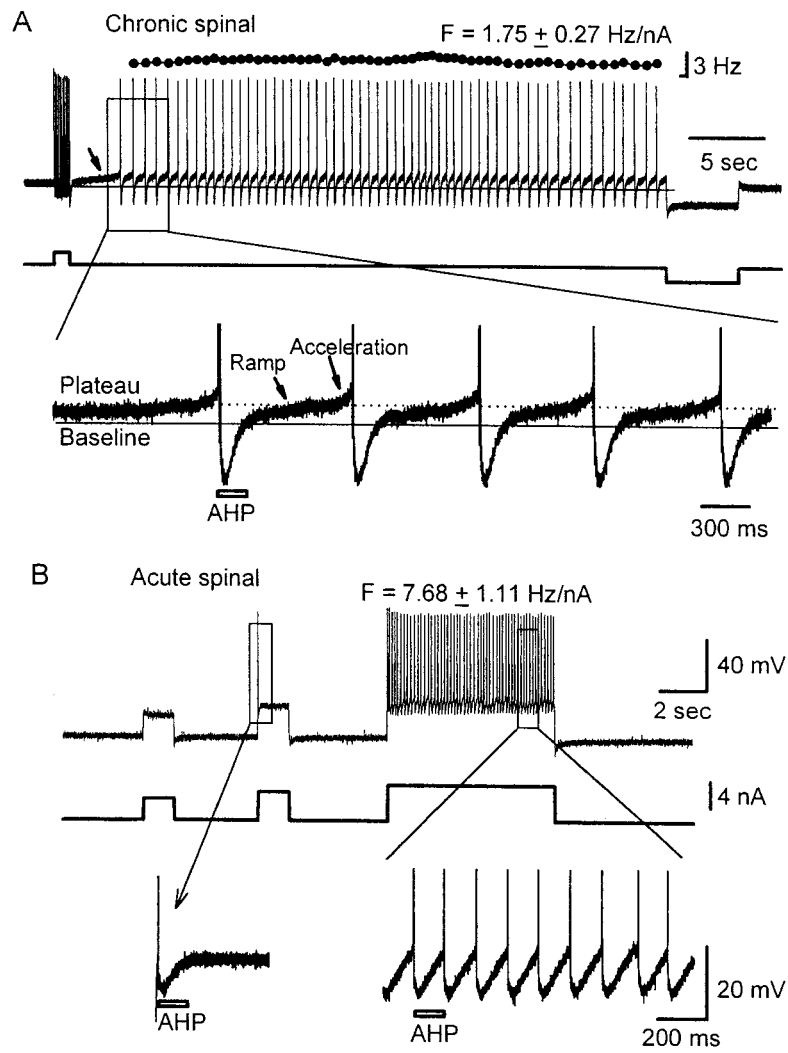 A
Chronic spinal
F = 1.75 ± 0.27 Hz/nA
3 Hz
5 sec
Acceleration
Ramp
Plateau
Baseline
AHP
300 ms
B
Acute spinal
F = 7.68 ± 1.11 Hz/nA
40 mV
2 sec
4 nA
20 mV
AHP
AHP
200 ms